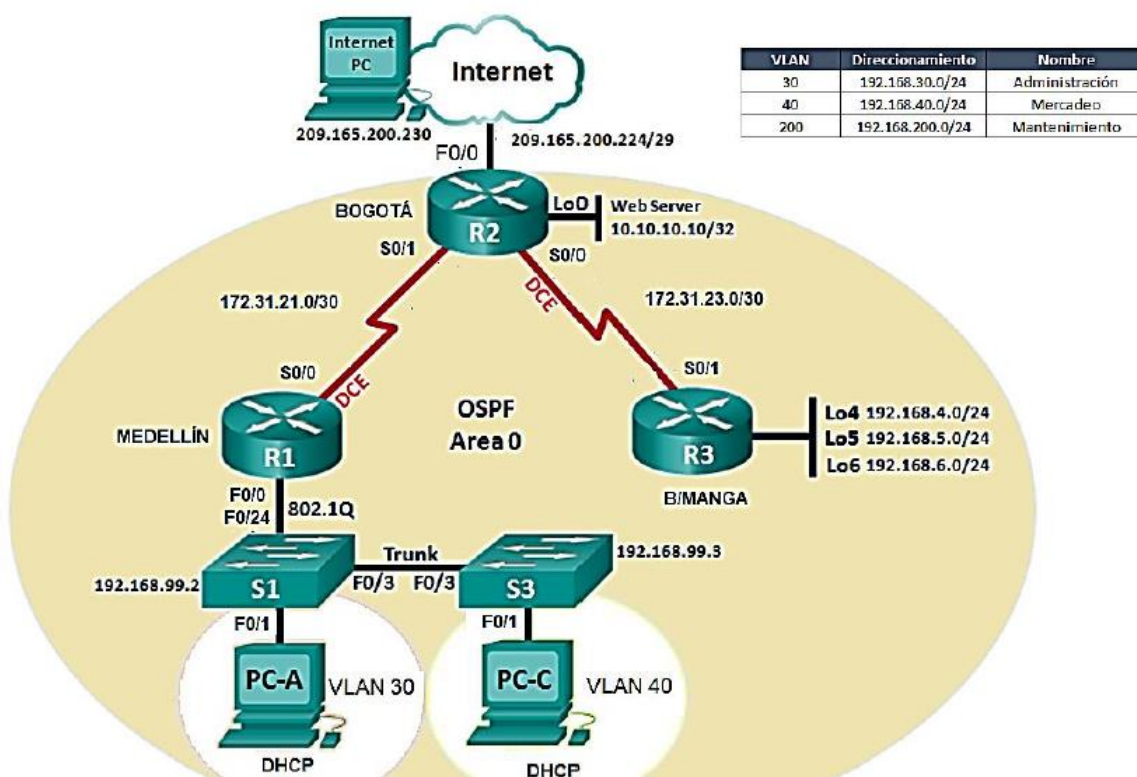 Internet
PC
Internet
209.165.200.230
209.165.200.224/29
F0/0
VLAN Direccionamiento Nombre
30 192.168.30.0/24 Administración
40 192.168.40.0/24 Mercadeo
200 192.168.200.0/24 Mantenimiento
BOGOTÁ
R2
Lo0
Web Server
10.10.10.10/32
S0/1
S0/0
DCE
172.31.21.0/30
172.31.23.0/30
S0/0
DCE
S0/1
OSPF
Area 0
MEDELLÍN
R1
R3
B/MANGA
Lo4 192.168.4.0/24
Lo5 192.168.5.0/24
Lo6 192.168.6.0/24
F0/0
F0/24
802.1Q
Trunk
192.168.99.2
S1
F0/3
F0/3
S3
192.168.99.3
F0/1
F0/1
PC-A
VLAN 30
PC-C
VLAN 40
DHCP
DHCP